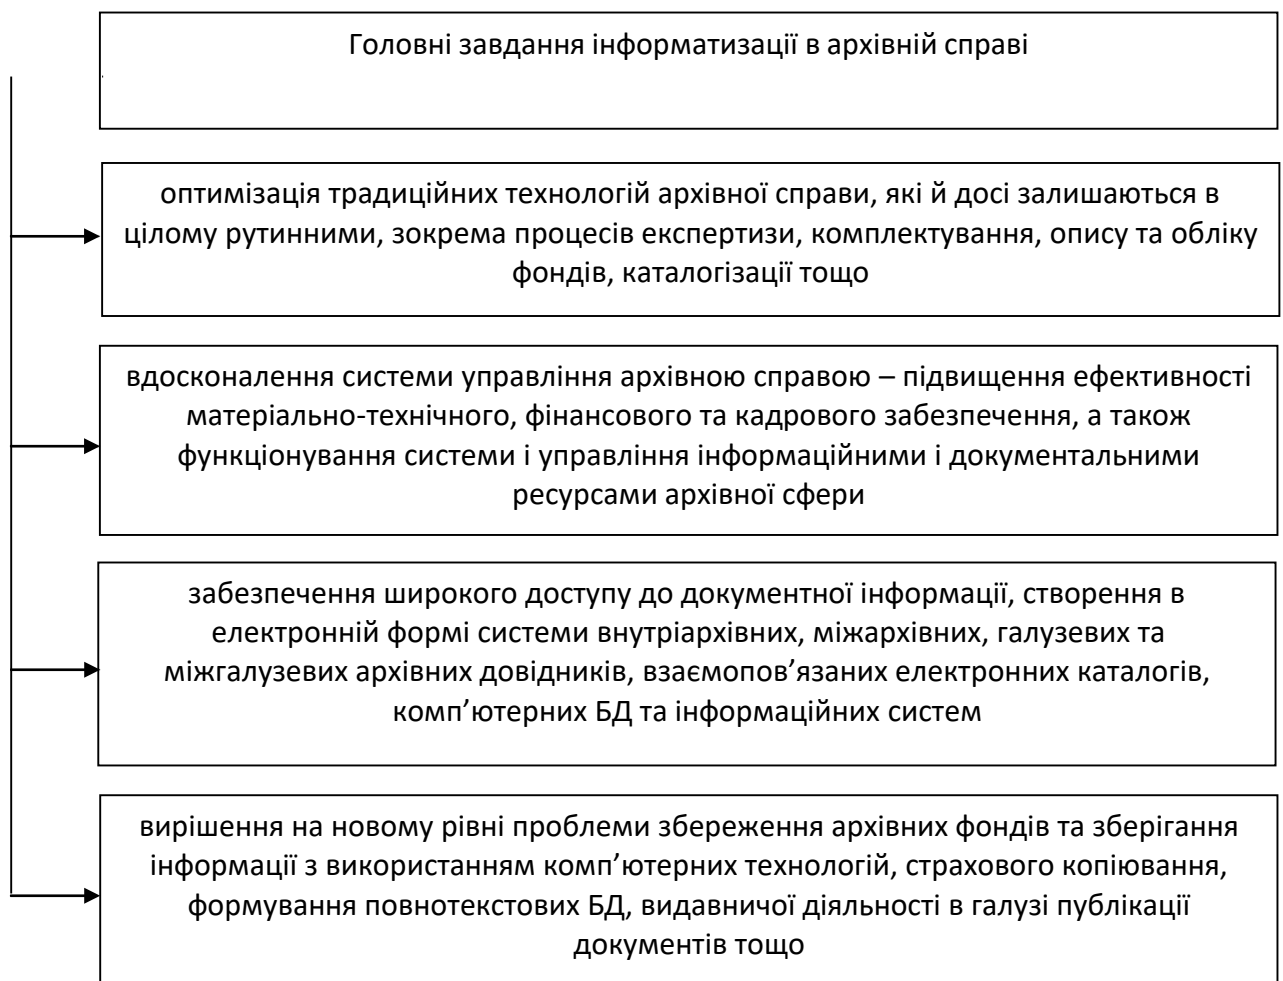 Головні завдання інформатизації в архівній справі
оптимізація традиційних технологій архівної справи, які й досі залишаються в
цілому рутинними, зокрема процесів експертизи, комплектування, опису та обліку
фондів, каталогізації тощо
вдосконалення системи управління архівною справою – підвищення ефективності
матеріально-технічного, фінансового та кадрового забезпечення, а також
функціонування системи і управління інформаційними і документальними
ресурсами архівної сфери
забезпечення широкого доступу до документної інформації, створення в
електронній формі системи внутріархівних, міжархівних, галузевих та
міжгалузевих архівних довідників, взаємопов’язаних електронних каталогів,
комп’ютерних БД та інформаційних систем
вирішення на новому рівні проблеми збереження архівних фондів та зберігання
інформації з використанням комп’ютерних технологій, страхового копіювання,
формування повнотекстових БД, видавничої діяльності в галузі публікації
документів тощо